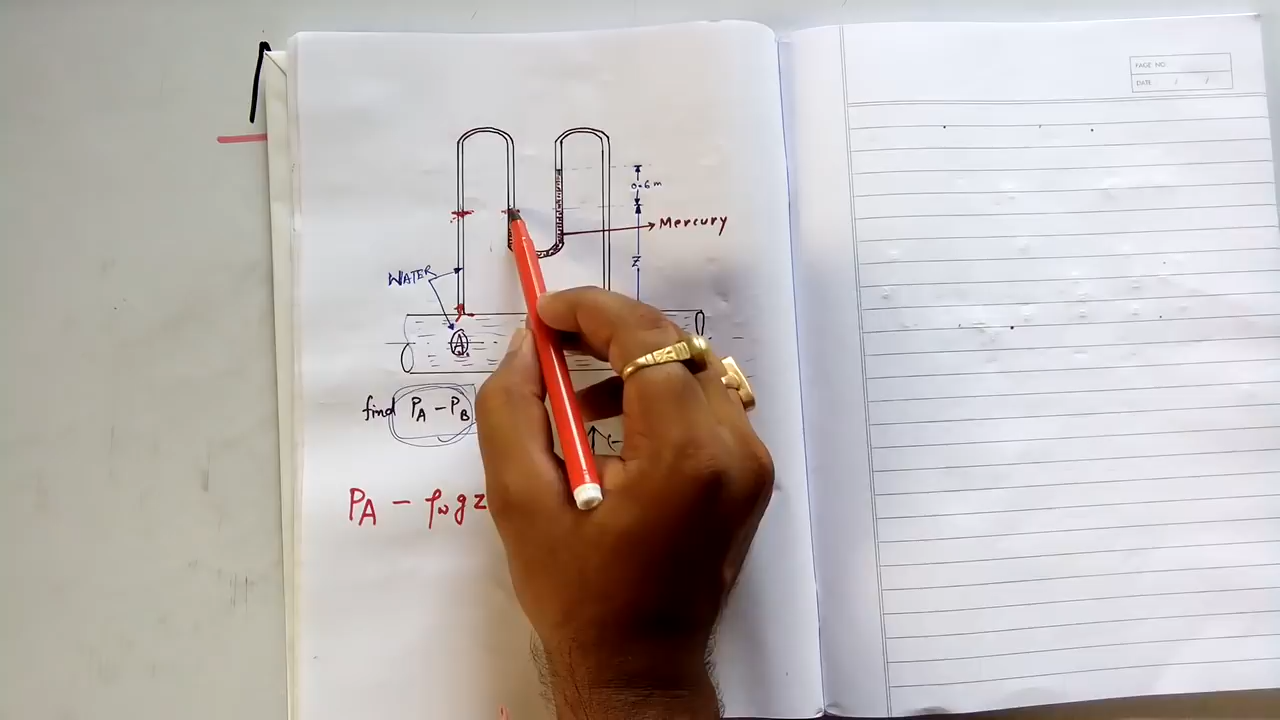 PAGE NO
DATE / /
0.6 m
Mercury
Z
WATER
A
find P_A - P_B
P_A - ρ_w g z